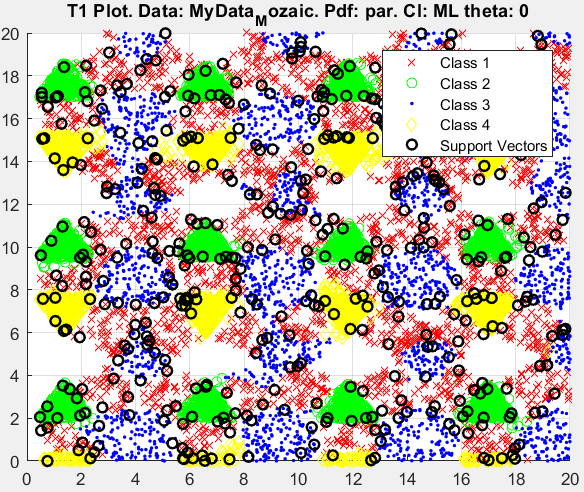 T1 Plot. Data: MyData_Mozaic. Pdf: par. Cl: ML theta: 0
20
18
16
14
12
10
8
6
4
2
0
Class 1
Class 2
Class 3
Class 4
Support Vectors
0 2 4 6 8 10 12 14 16 18 20